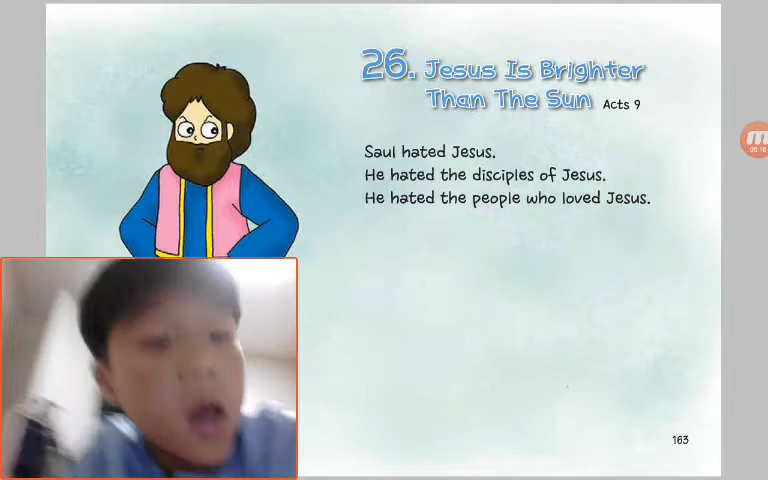 26. Jesus Is Brighter
Than The Sun Acts 9
Saul hated Jesus.
He hated the disciples of Jesus.
He hated the people who loved Jesus.
163